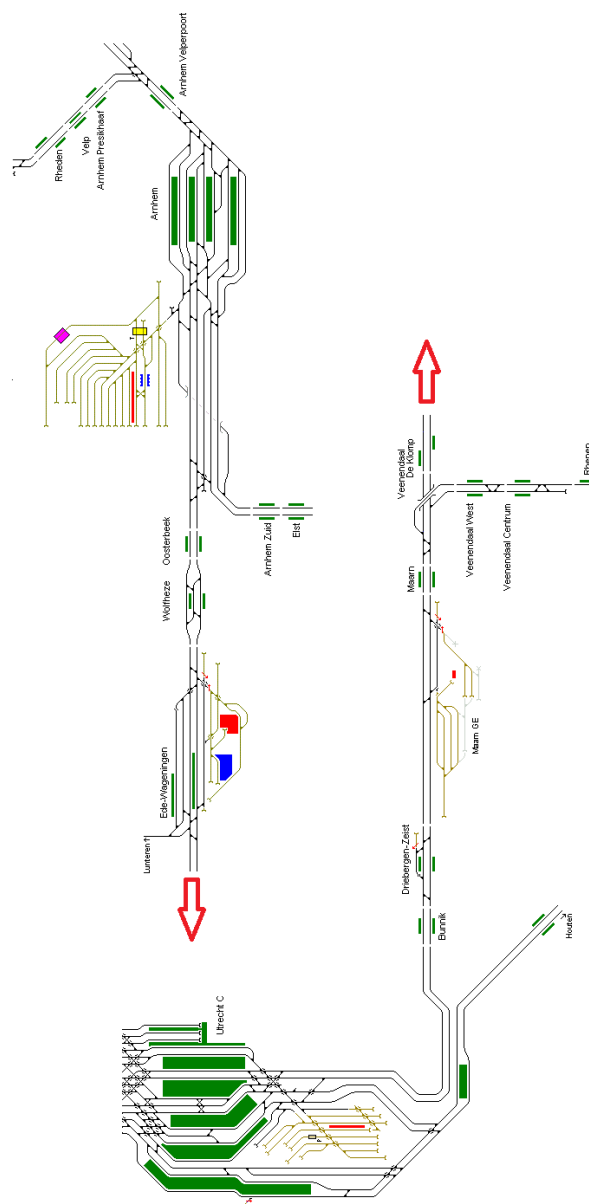 Arnhem Velperpoort
Rheden
Velp
Arnhem Presikhaaf
Arnhem
T
Veenendaal
De Klomp
Oosterbeek
Arnhem Zuid
Elst
Rhenen
Veenendaal West
Veenendaal Centrum
Maarn
Wolfheze
Maarn GE
Ede-Wageningen
Lunteren
Driebergen-Zeist
Bunnik
Houten
Utrecht C